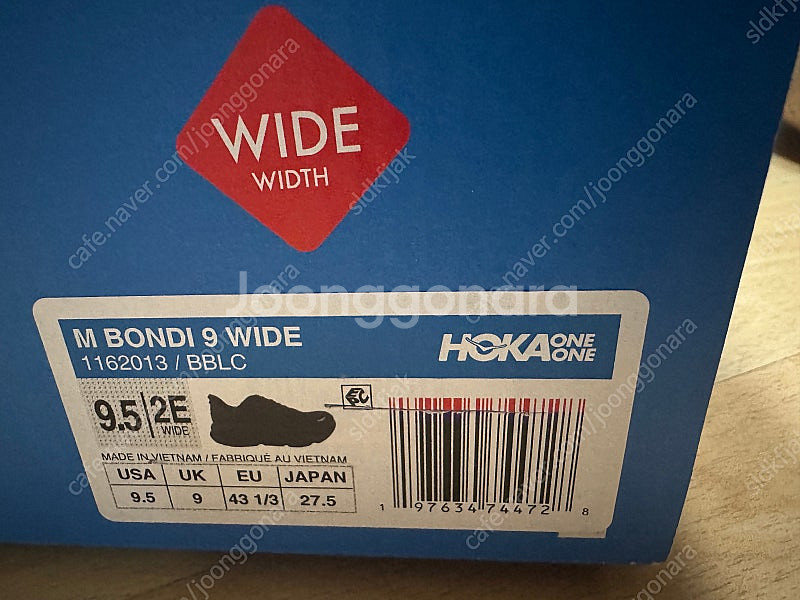 WIDE
WIDTH
Joonggonara
M BONDI 9 WIDE
1162013 / BBLC
HOKA ONE ONE
9.5 2E
WIDE
MADE IN VIETNAM / FABRIQUÉ AU VIETNAM
USA UK EU JAPAN
9.5 9 43 1/3 27.5
1 97634 74472 8
cafe.naver.com/joonggonara
sldkfjak